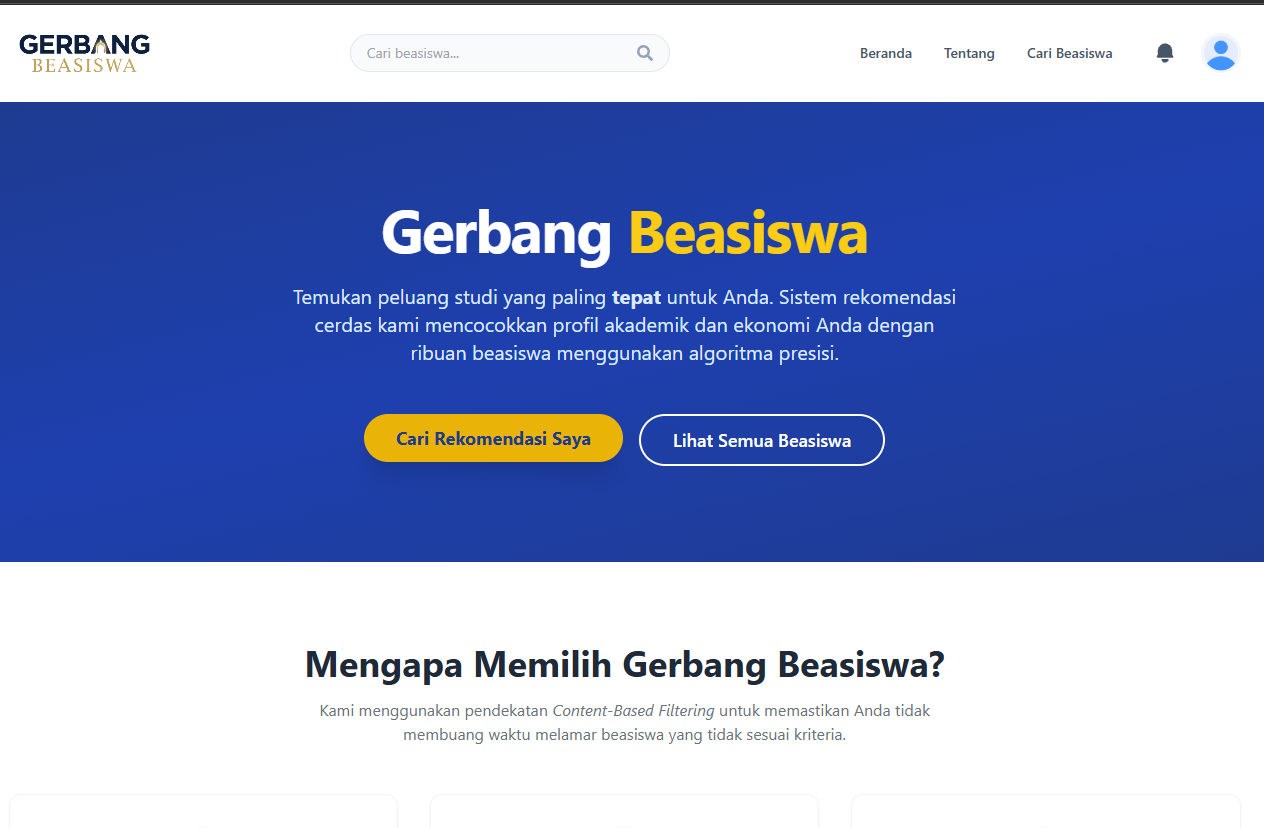 GERBANG
BEASISWA
Cari beasiswa...
Beranda
Tentang
Cari Beasiswa
Gerbang Beasiswa
Temukan peluang studi yang paling tepat untuk Anda. Sistem rekomendasi
cerdas kami mencocokkan profil akademik dan ekonomi Anda dengan
ribuan beasiswa menggunakan algoritma presisi.
Cari Rekomendasi Saya
Lihat Semua Beasiswa
Mengapa Memilih Gerbang Beasiswa?
Kami menggunakan pendekatan Content-Based Filtering untuk memastikan Anda tidak
membuang waktu melamar beasiswa yang tidak sesuai kriteria.